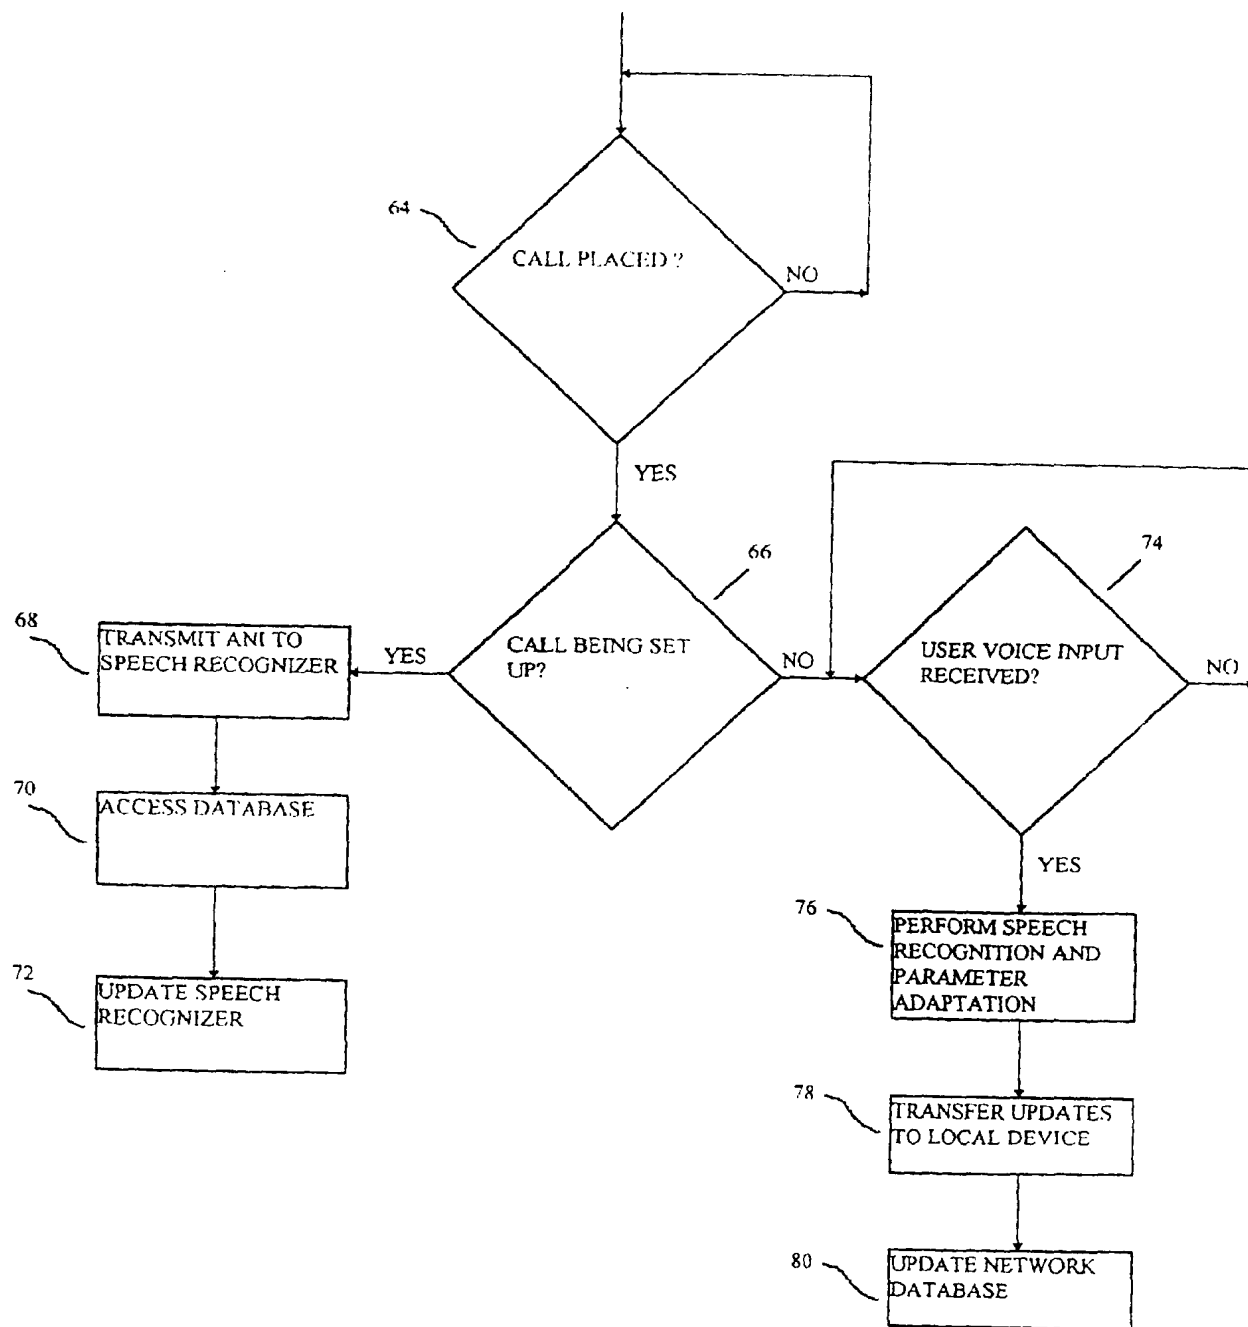 64
CALL PLACED ?
NO
YES
66
CALL BEING SET
UP?
YES
NO
68
TRANSMIT ANI TO
SPEECH RECOGNIZER
70
ACCESS DATABASE
72
UPDATE SPEECH
RECOGNIZER
74
USER VOICE INPUT
RECEIVED?
NO
YES
76
PERFORM SPEECH
RECOGNITION AND
PARAMETER
ADAPTATION
78
TRANSFER UPDATES
TO LOCAL DEVICE
80
UPDATE NETWORK
DATABASE